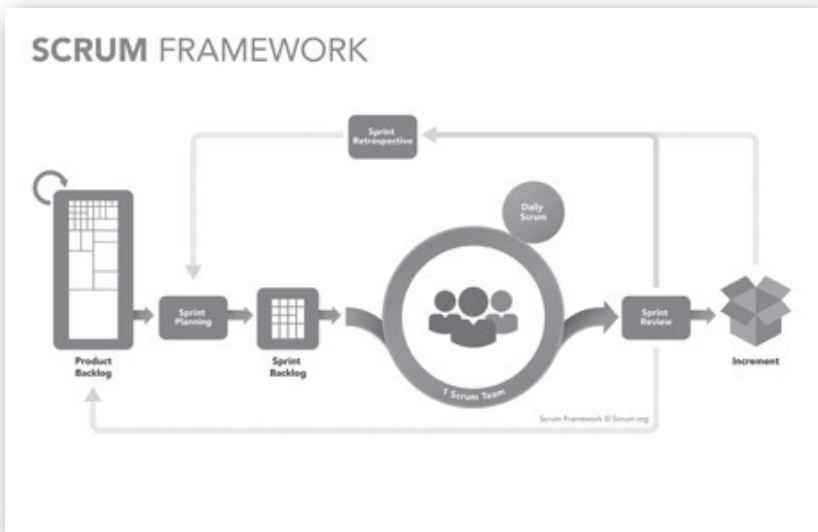 SCRUM FRAMEWORK
Sprint
Retrospective
Daily
Scrum
Sprint
Planning
Sprint
Review
Product
Backlog
Sprint
Backlog
Increment
1 Scrum Team
Scrum Framework © Scrum.org